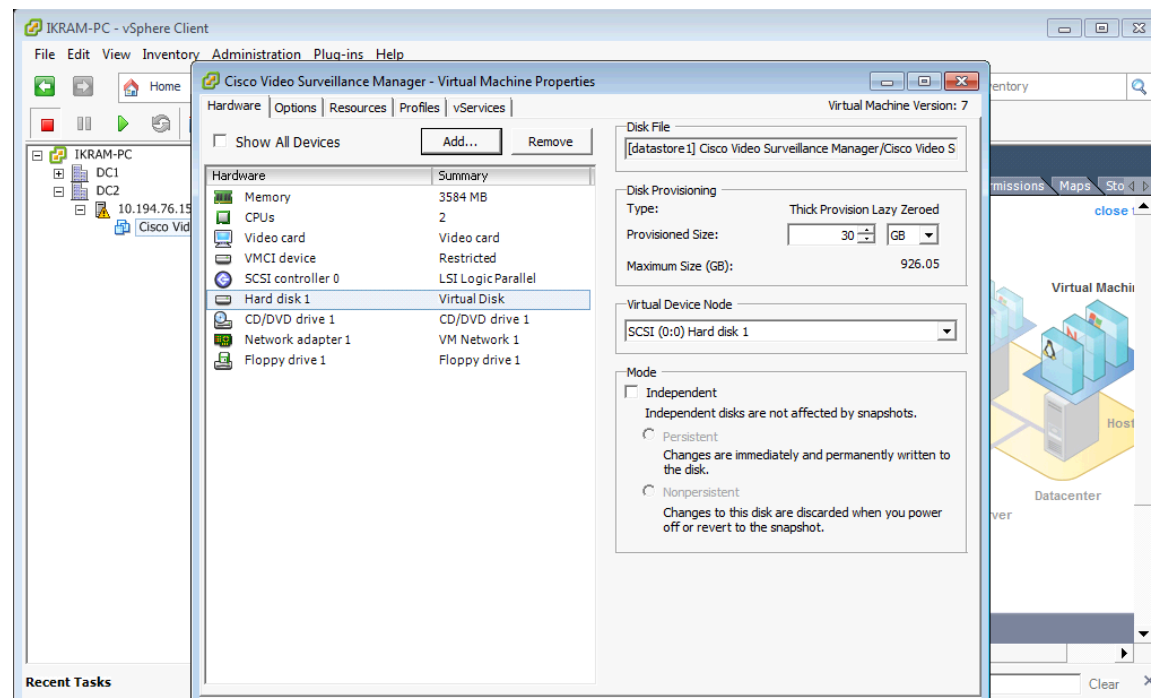 IKRAM-PC - vSphere Client
File Edit View Inventory Administration Plug-ins Help
Home
IKRAM-PC
DC1
DC2
10.194.76.15
Cisco Vid
Cisco Video Surveillance Manager - Virtual Machine Properties
Hardware Options Resources Profiles vServices
Virtual Machine Version: 7
Show All Devices
Add...
Remove
Hardware Summary
Memory 3584 MB
CPUs 2
Video card Video card
VMCI device Restricted
SCSI controller 0 LSI Logic Parallel
Hard disk 1 Virtual Disk
CD/DVD drive 1 CD/DVD drive 1
Network adapter 1 VM Network 1
Floppy drive 1 Floppy drive 1
Disk File
[datastore1] Cisco Video Surveillance Manager/Cisco Video S
Disk Provisioning
Type: Thick Provision Lazy Zeroed
Provisioned Size: 30 GB
Maximum Size (GB): 926.05
Virtual Device Node
SCSI (0:0) Hard disk 1
Mode
Independent
Independent disks are not affected by snapshots.
Persistent
Changes are immediately and permanently written to
the disk.
Nonpersistent
Changes to this disk are discarded when you power
off or revert to the snapshot.
entory
missions Maps Sto
close
Virtual Machi
Host
Datacenter
ver
Recent Tasks
Clear